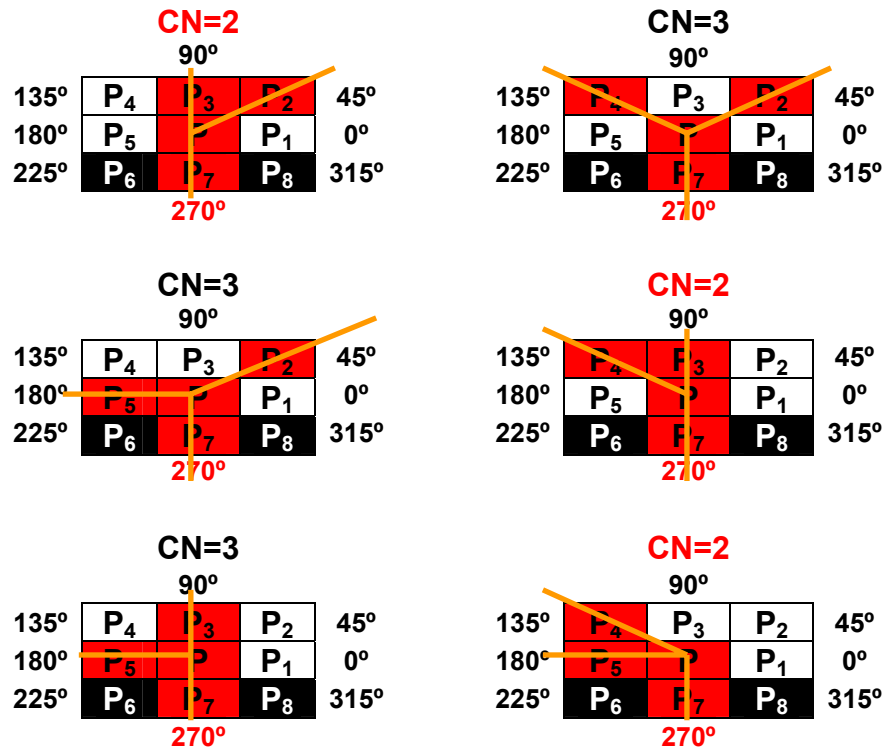 CN=2
90º
135º P₄ P₃ P₂ 45º
180º P₅ P P₁ 0º
225º P₆ P₇ P₈ 315º
270º
CN=3
90º
135º P₄ P₃ P₂ 45º
180º P₅ P P₁ 0º
225º P₆ P₇ P₈ 315º
270º
CN=3
90º
135º P₄ P₃ P₂ 45º
180º P₅ P P₁ 0º
225º P₆ P₇ P₈ 315º
270º
CN=2
90º
135º P₄ P₃ P₂ 45º
180º P₅ P P₁ 0º
225º P₆ P₇ P₈ 315º
270º
CN=3
90º
135º P₄ P₃ P₂ 45º
180º P₅ P P₁ 0º
225º P₆ P₇ P₈ 315º
270º
CN=2
90º
135º P₄ P₃ P₂ 45º
180º P₅ P P₁ 0º
225º P₆ P₇ P₈ 315º
270º